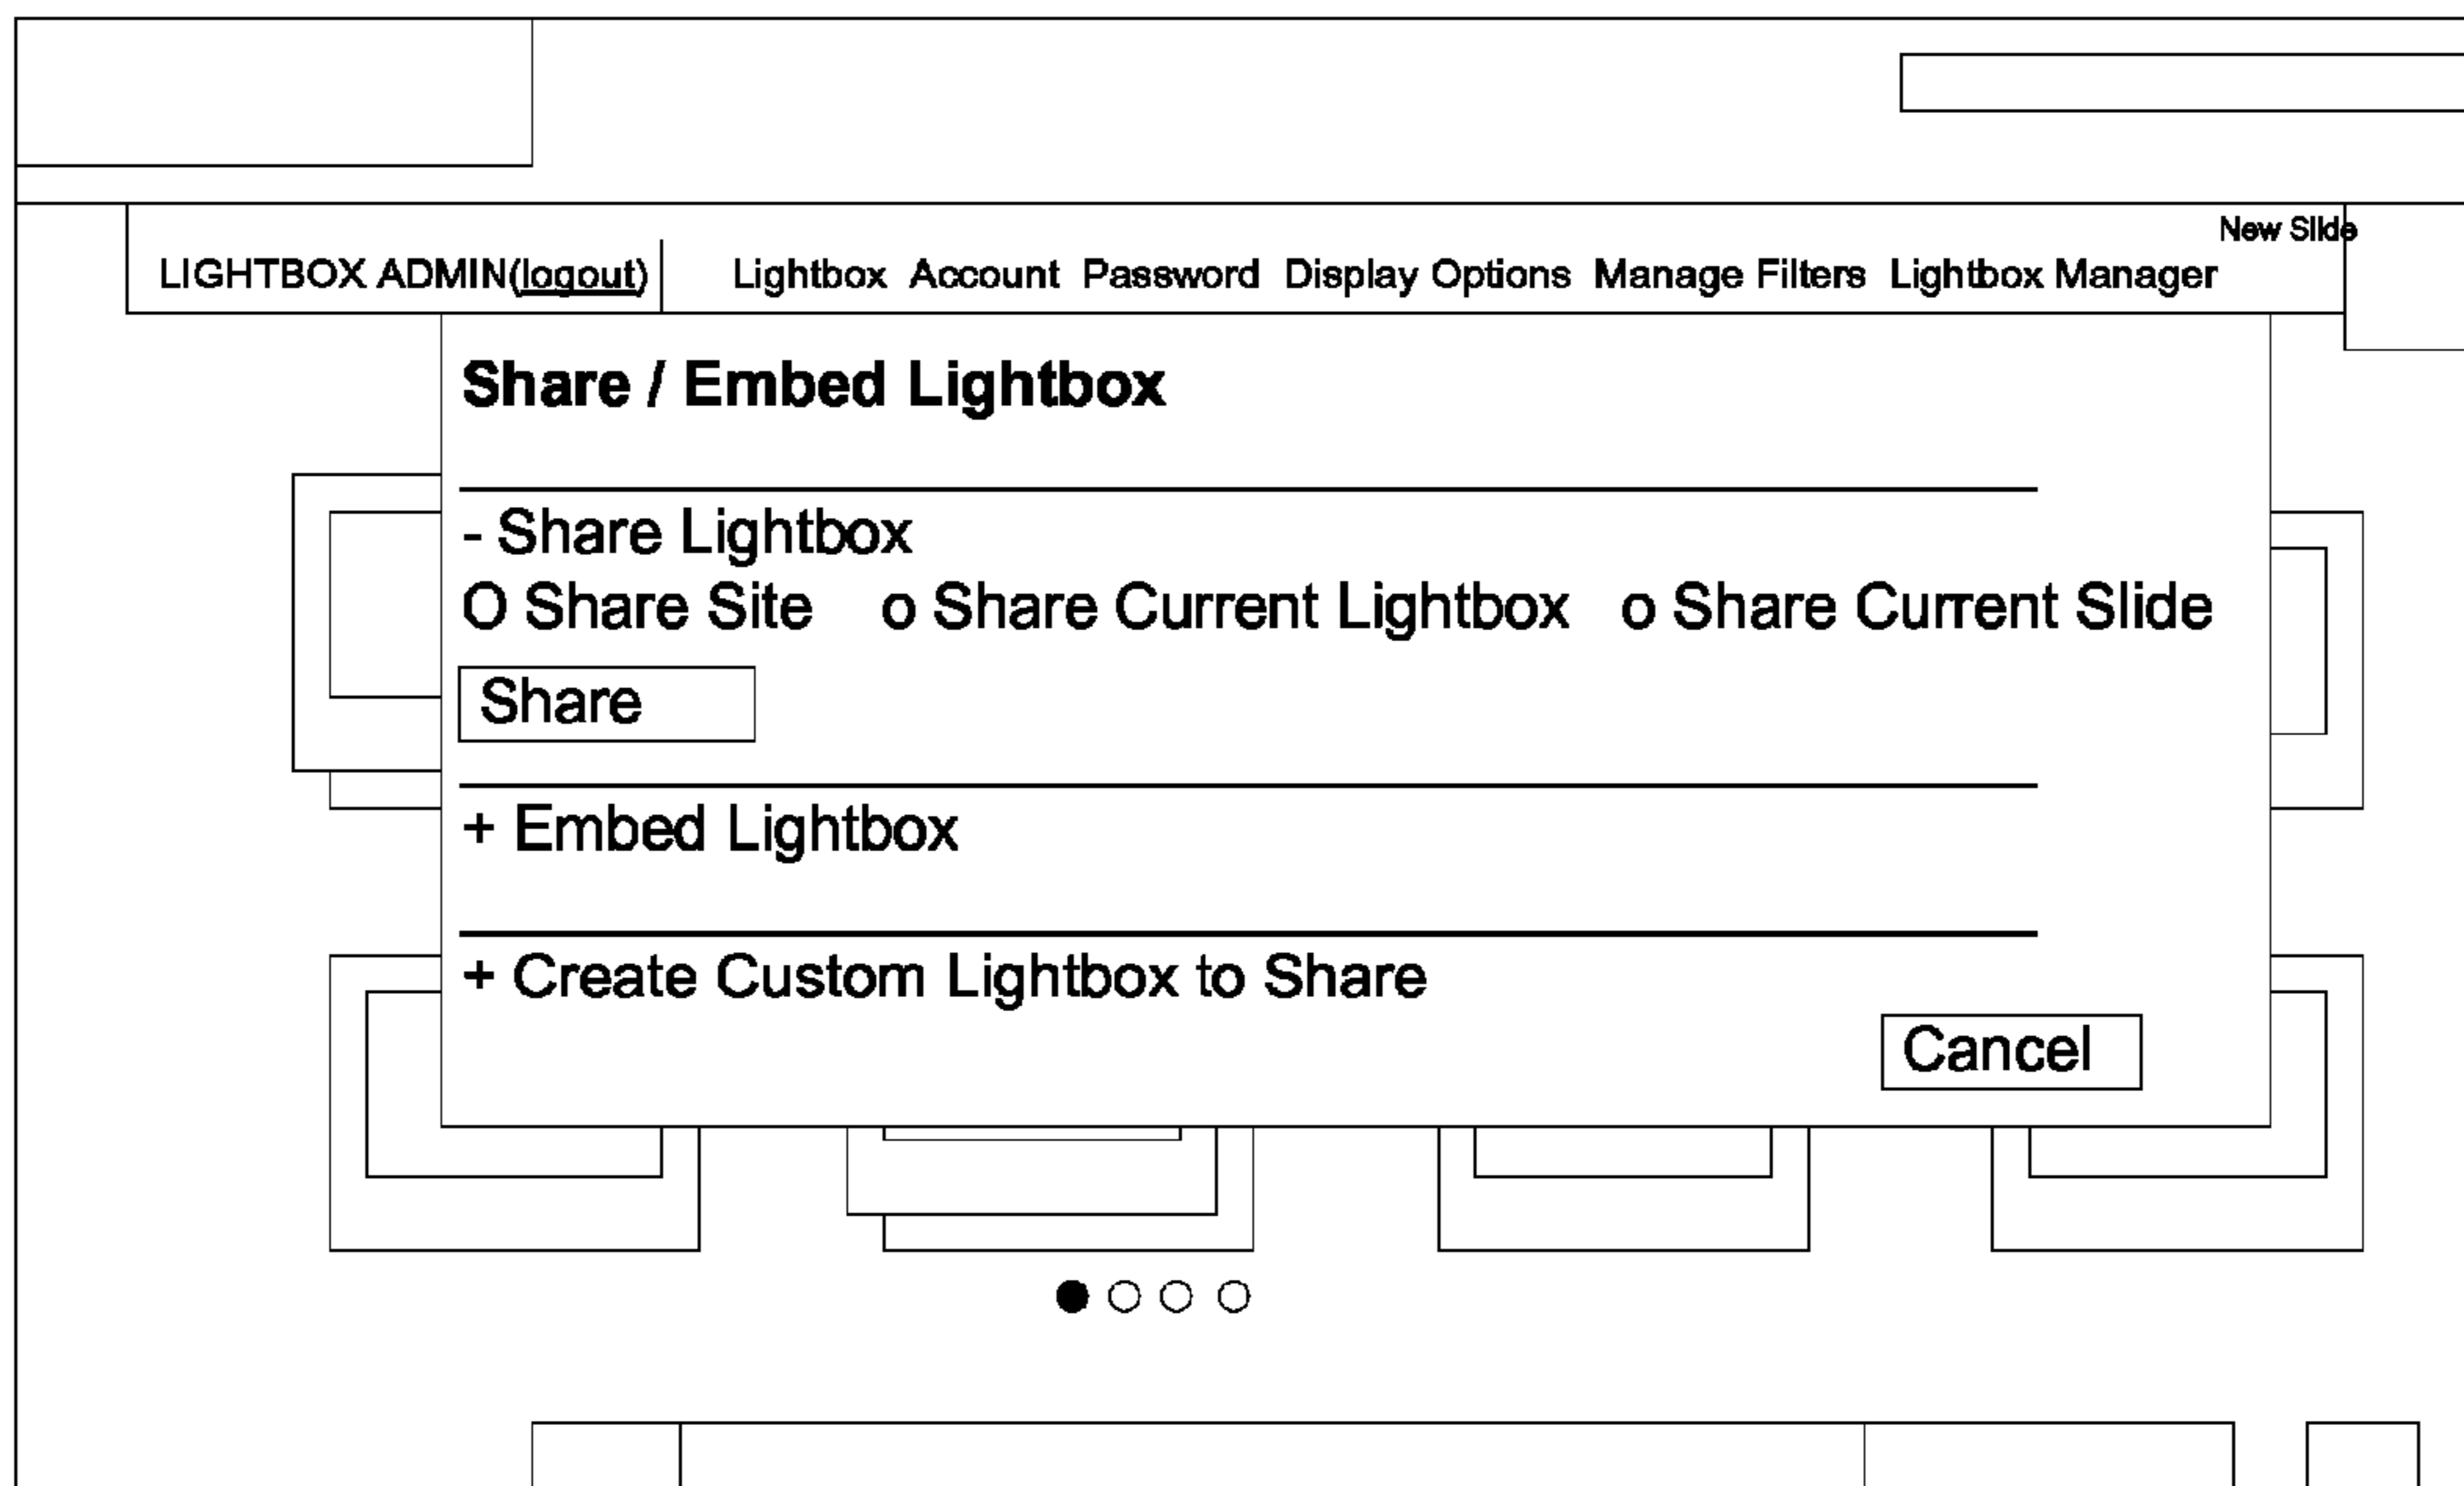 New Slide
LIGHTBOX ADMIN(logout) Lightbox Account Password Display Options Manage Filters Lightbox Manager
Share / Embed Lightbox
- Share Lightbox
O Share Site o Share Current Lightbox o Share Current Slide
Share
+ Embed Lightbox
+ Create Custom Lightbox to Share
Cancel